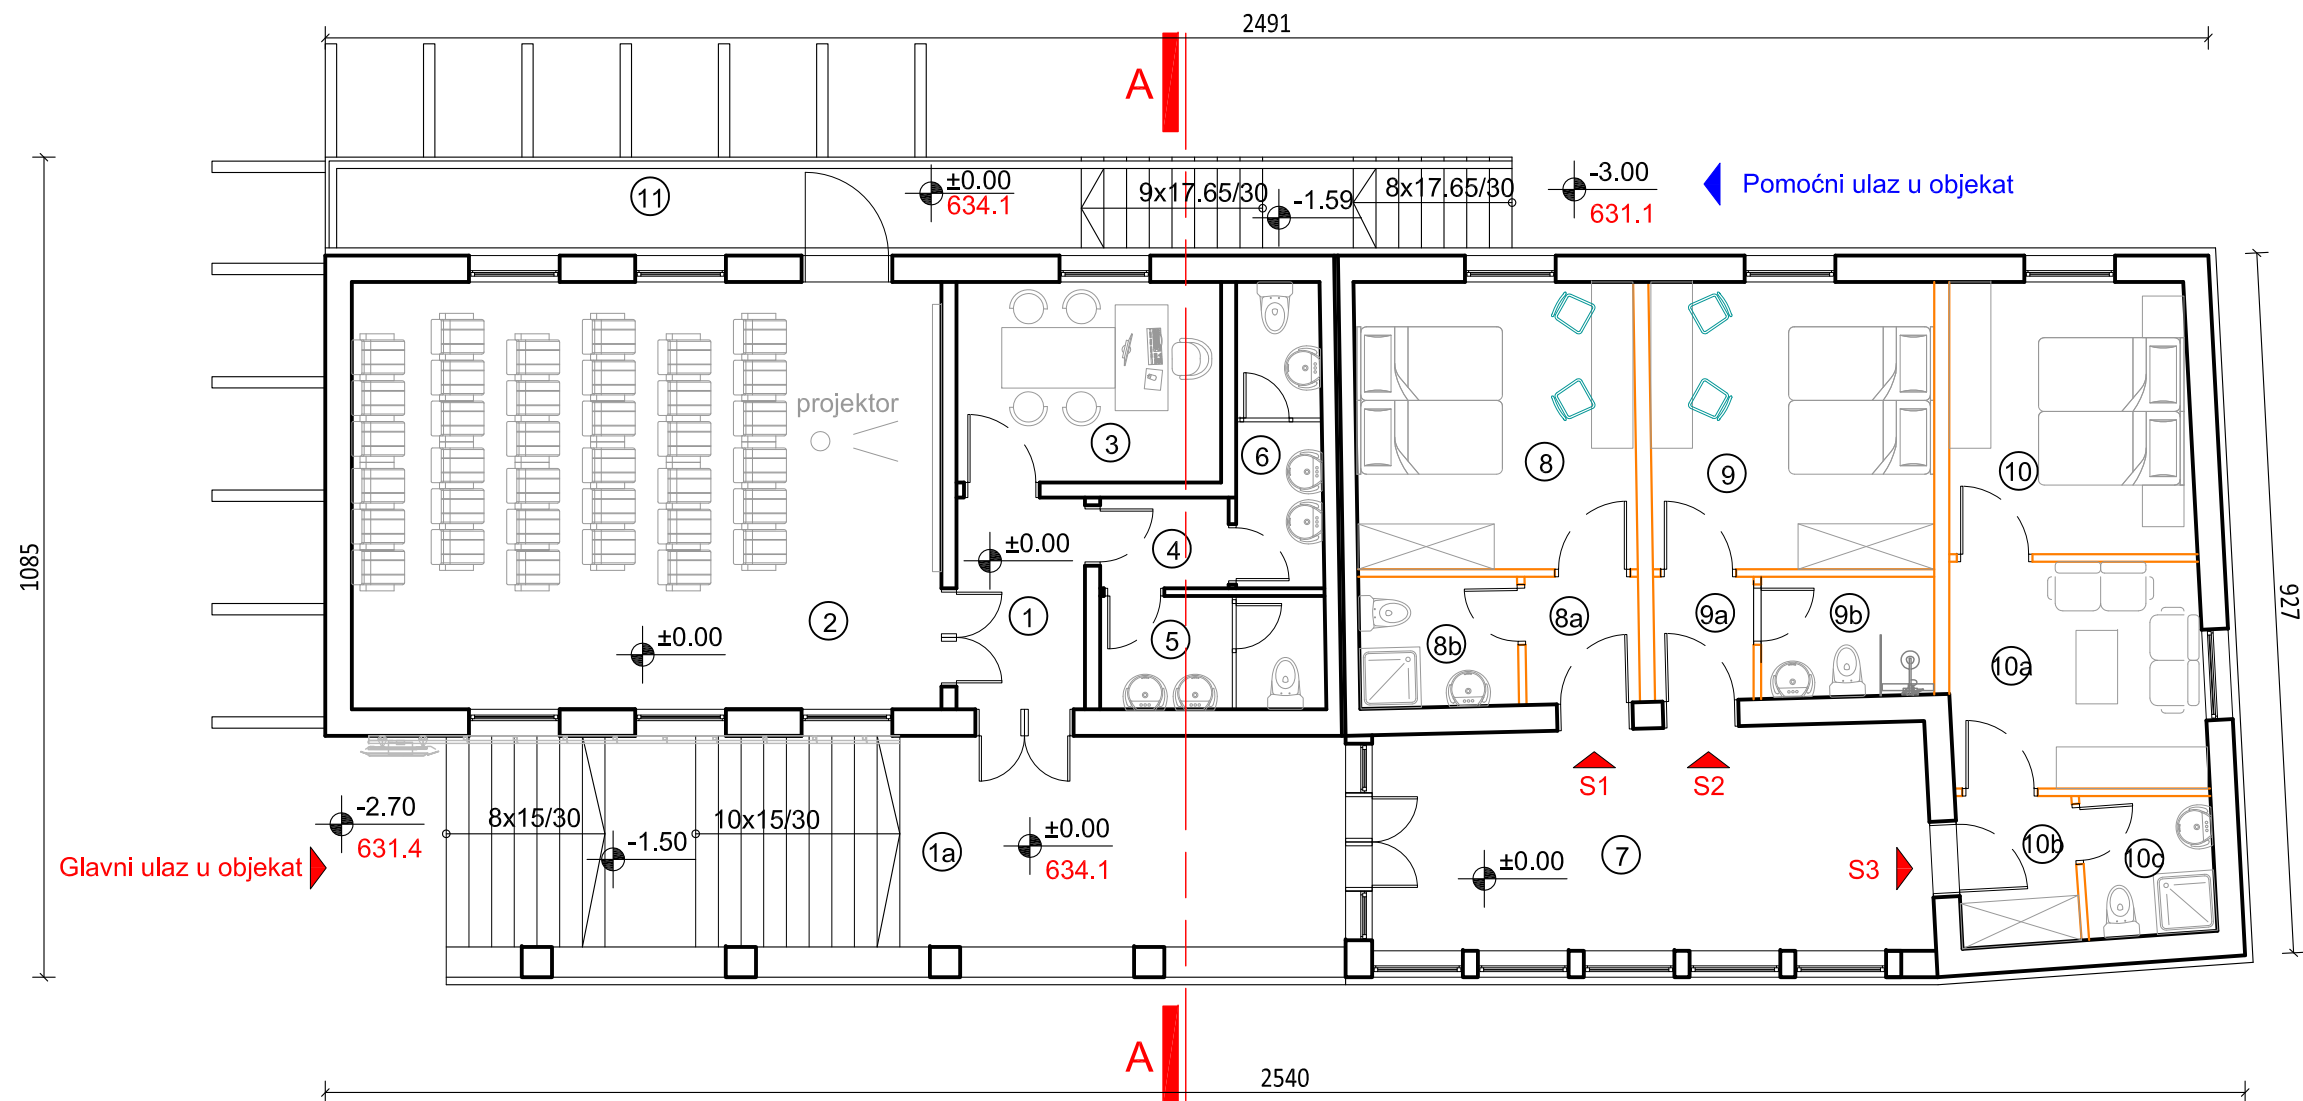 2491
A
11
±0.00
634.1
9x17.65/30
-1.59
8x17.65/30
-3.00
631.1
Pomoćni ulaz u objekat
projektor
3
6
8
9
10
1085
927
±0.00
4
2
±0.00
1
5
8b
8a
9a
9b
10a
S1
S2
-2.70
631.4
8x15/30
-1.50
10x15/30
1a
±0.00
634.1
7
±0.00
S3
10b
10c
Glavni ulaz u objekat
A
2540